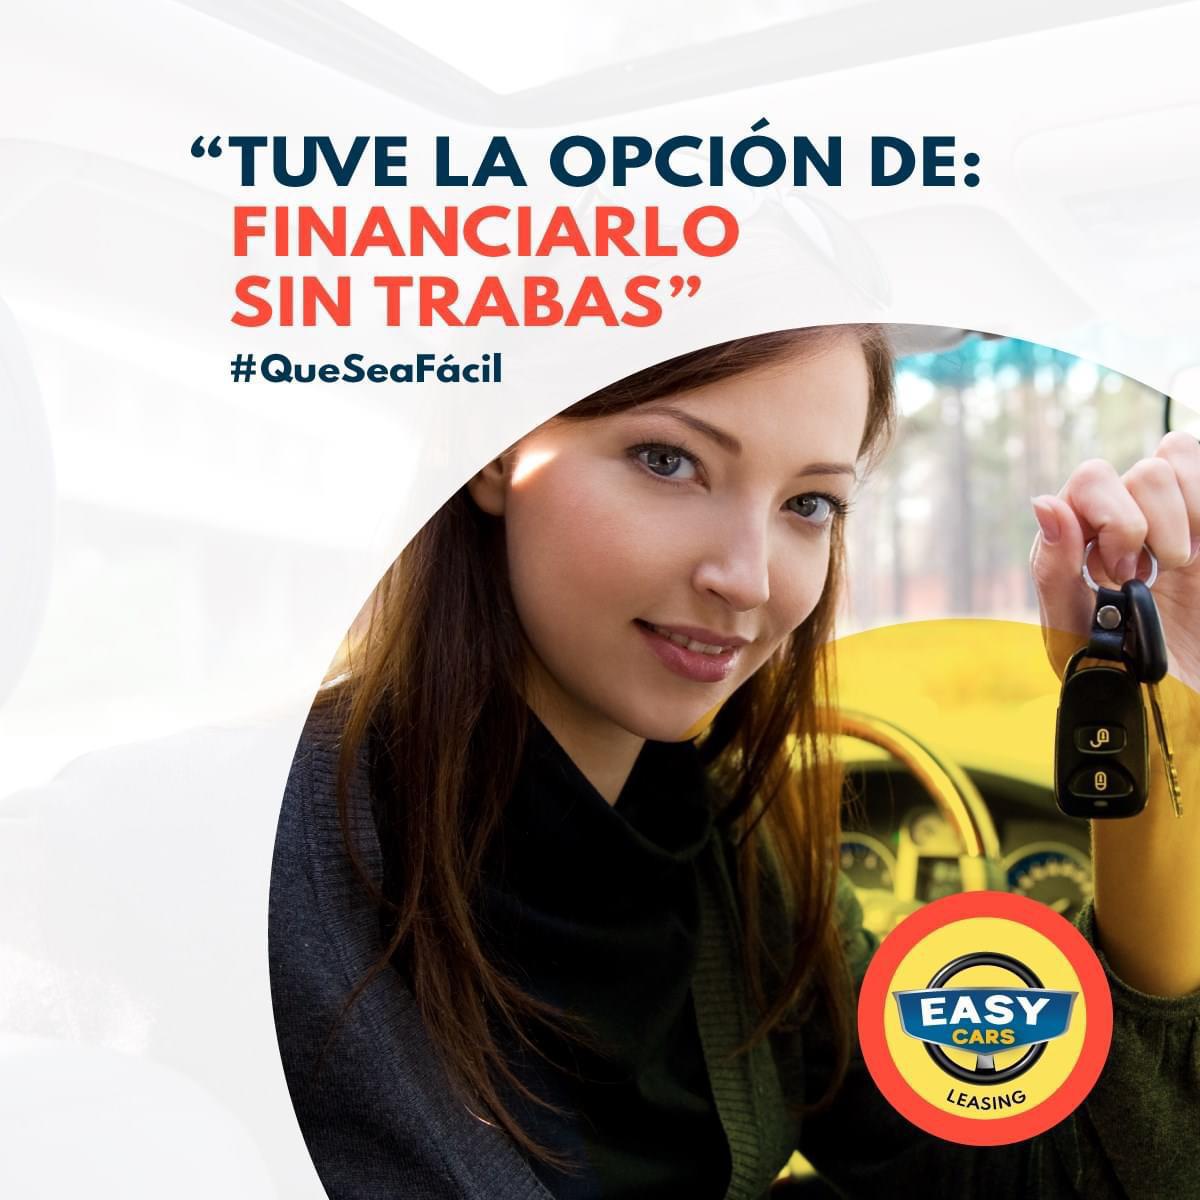 “TUVE LA OPCIÓN DE:
FINANCIARLO
SIN TRABAS”
#QueSeaFácil
EASY
CARS
LEASING